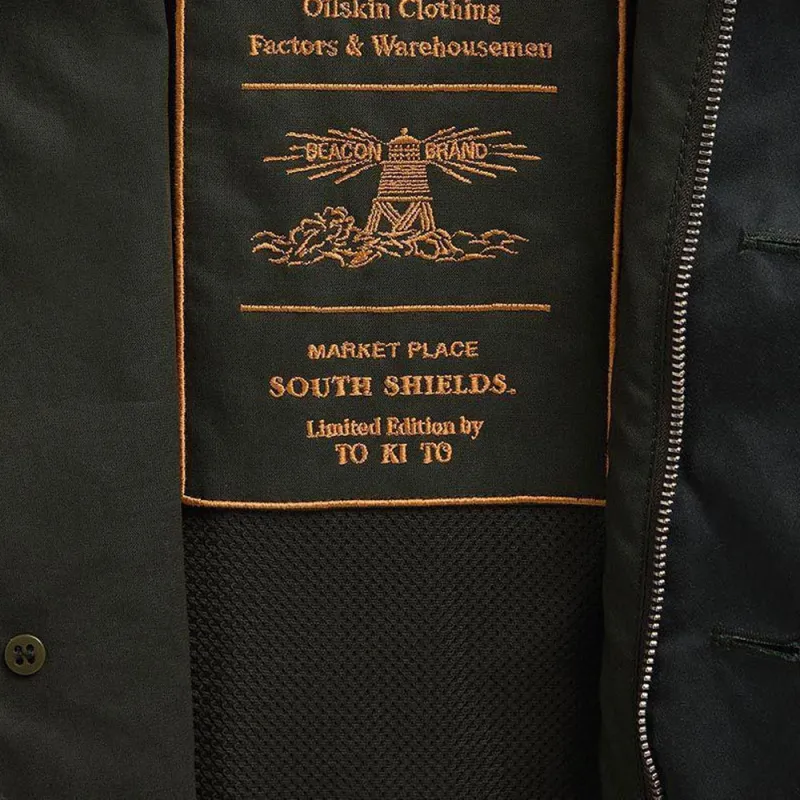 Oilskin Clothing
Factors & Warehousemen
BEACON BRAND
MARKET PLACE
SOUTH SHIELDS.
Limited Edition by
TO KI TO